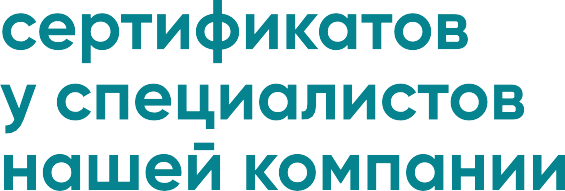 сертификатов
у специалистов
нашей компании